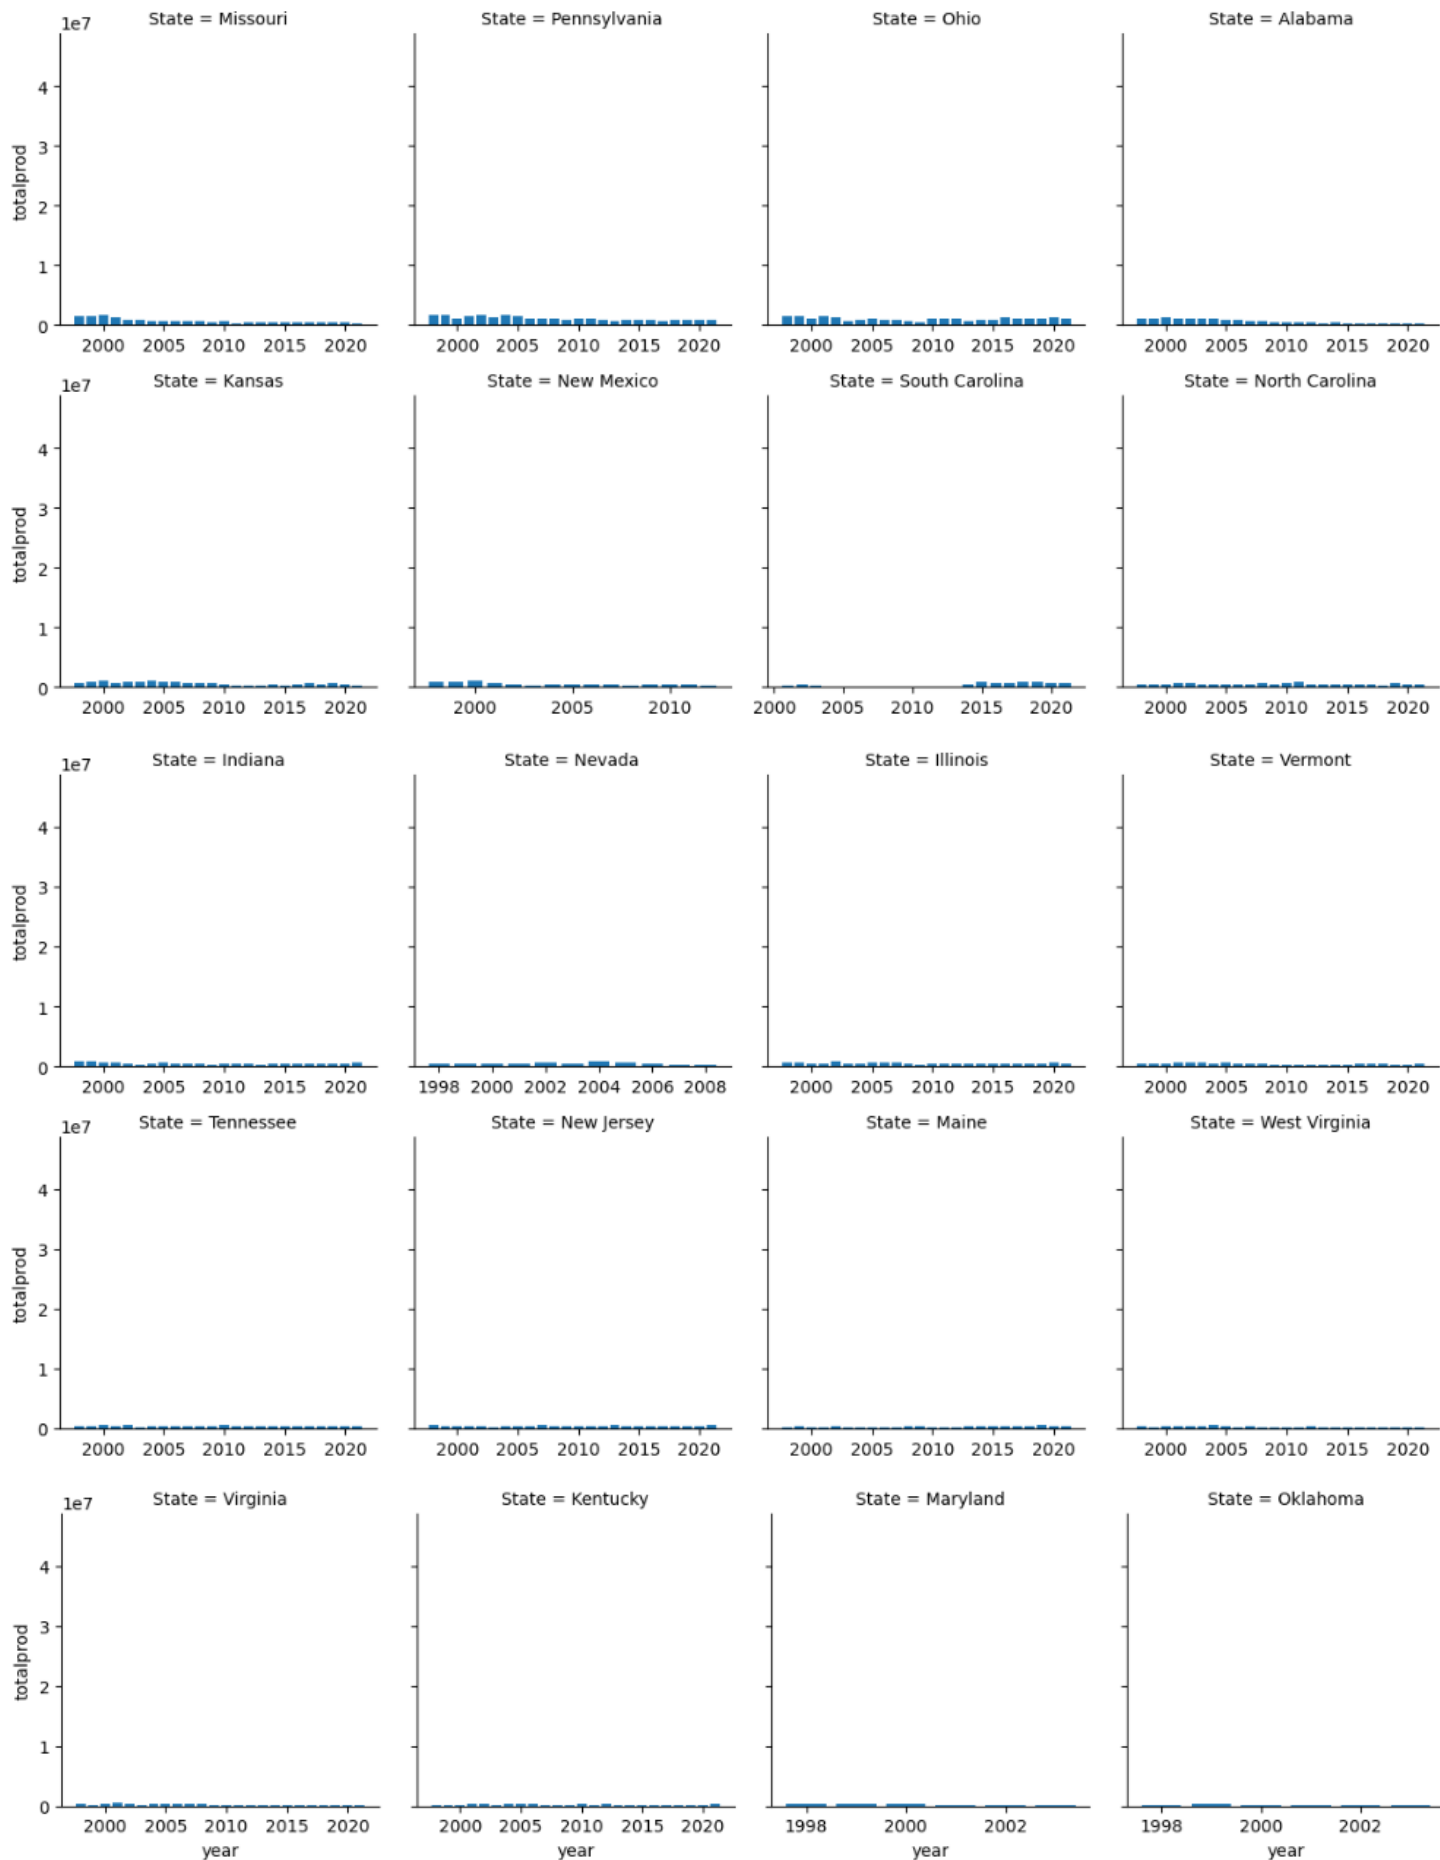 1e7 State = Missouri State = Pennsylvania State = Ohio State = Alabama
4
3
totalprod
2
1
0
2000 2005 2010 2015 2020 2000 2005 2010 2015 2020 2000 2005 2010 2015 2020 2000 2005 2010 2015 2020
1e7 State = Kansas State = New Mexico State = South Carolina State = North Carolina
4
3
totalprod
2
1
0
2000 2005 2010 2015 2020 2000 2005 2010 2000 2005 2010 2015 2020 2000 2005 2010 2015 2020
1e7 State = Indiana State = Nevada State = Illinois State = Vermont
4
3
totalprod
2
1
0
2000 2005 2010 2015 2020 1998 2000 2002 2004 2006 2008 2000 2005 2010 2015 2020 2000 2005 2010 2015 2020
1e7 State = Tennessee State = New Jersey State = Maine State = West Virginia
4
3
totalprod
2
1
0
2000 2005 2010 2015 2020 2000 2005 2010 2015 2020 2000 2005 2010 2015 2020 2000 2005 2010 2015 2020
1e7 State = Virginia State = Kentucky State = Maryland State = Oklahoma
4
3
totalprod
2
1
0
2000 2005 2010 2015 2020 2000 2005 2010 2015 2020 1998 2000 2002 1998 2000 2002
year year year year